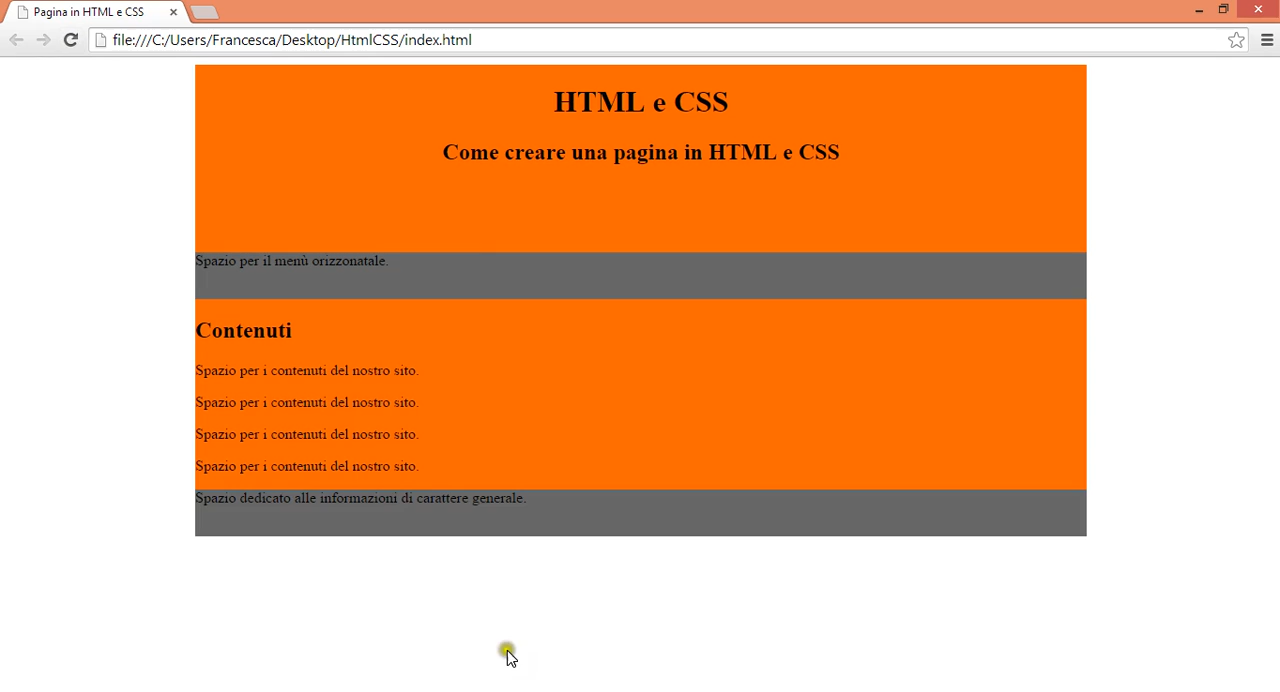 Pagina in HTML e CSS
file:///C:/Users/Francesca/Desktop/HtmlCSS/index.html
HTML e CSS
Come creare una pagina in HTML e CSS
Spazio per il menù orizzonatale.
Contenuti
Spazio per i contenuti del nostro sito.
Spazio per i contenuti del nostro sito.
Spazio per i contenuti del nostro sito.
Spazio per i contenuti del nostro sito.
Spazio dedicato alle informazioni di carattere generale.